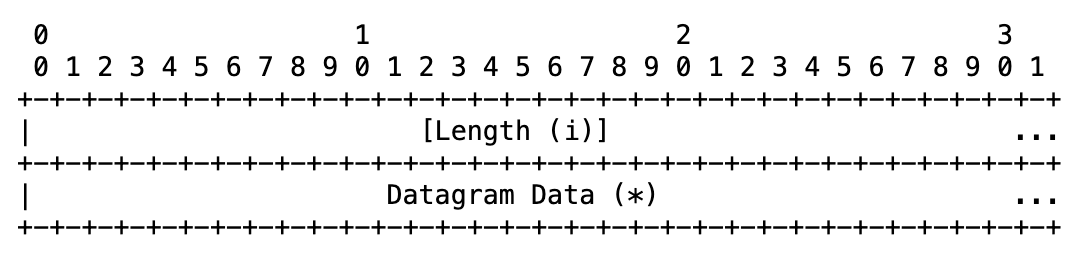 0                   1                   2                   3
 0 1 2 3 4 5 6 7 8 9 0 1 2 3 4 5 6 7 8 9 0 1 2 3 4 5 6 7 8 9 0 1
+-+-+-+-+-+-+-+-+-+-+-+-+-+-+-+-+-+-+-+-+-+-+-+-+-+-+-+-+-+-+-+-+
|                        [Length (i)]                         ...
+-+-+-+-+-+-+-+-+-+-+-+-+-+-+-+-+-+-+-+-+-+-+-+-+-+-+-+-+-+-+-+-+
|                      Datagram Data (*)                      ...
+-+-+-+-+-+-+-+-+-+-+-+-+-+-+-+-+-+-+-+-+-+-+-+-+-+-+-+-+-+-+-+-+